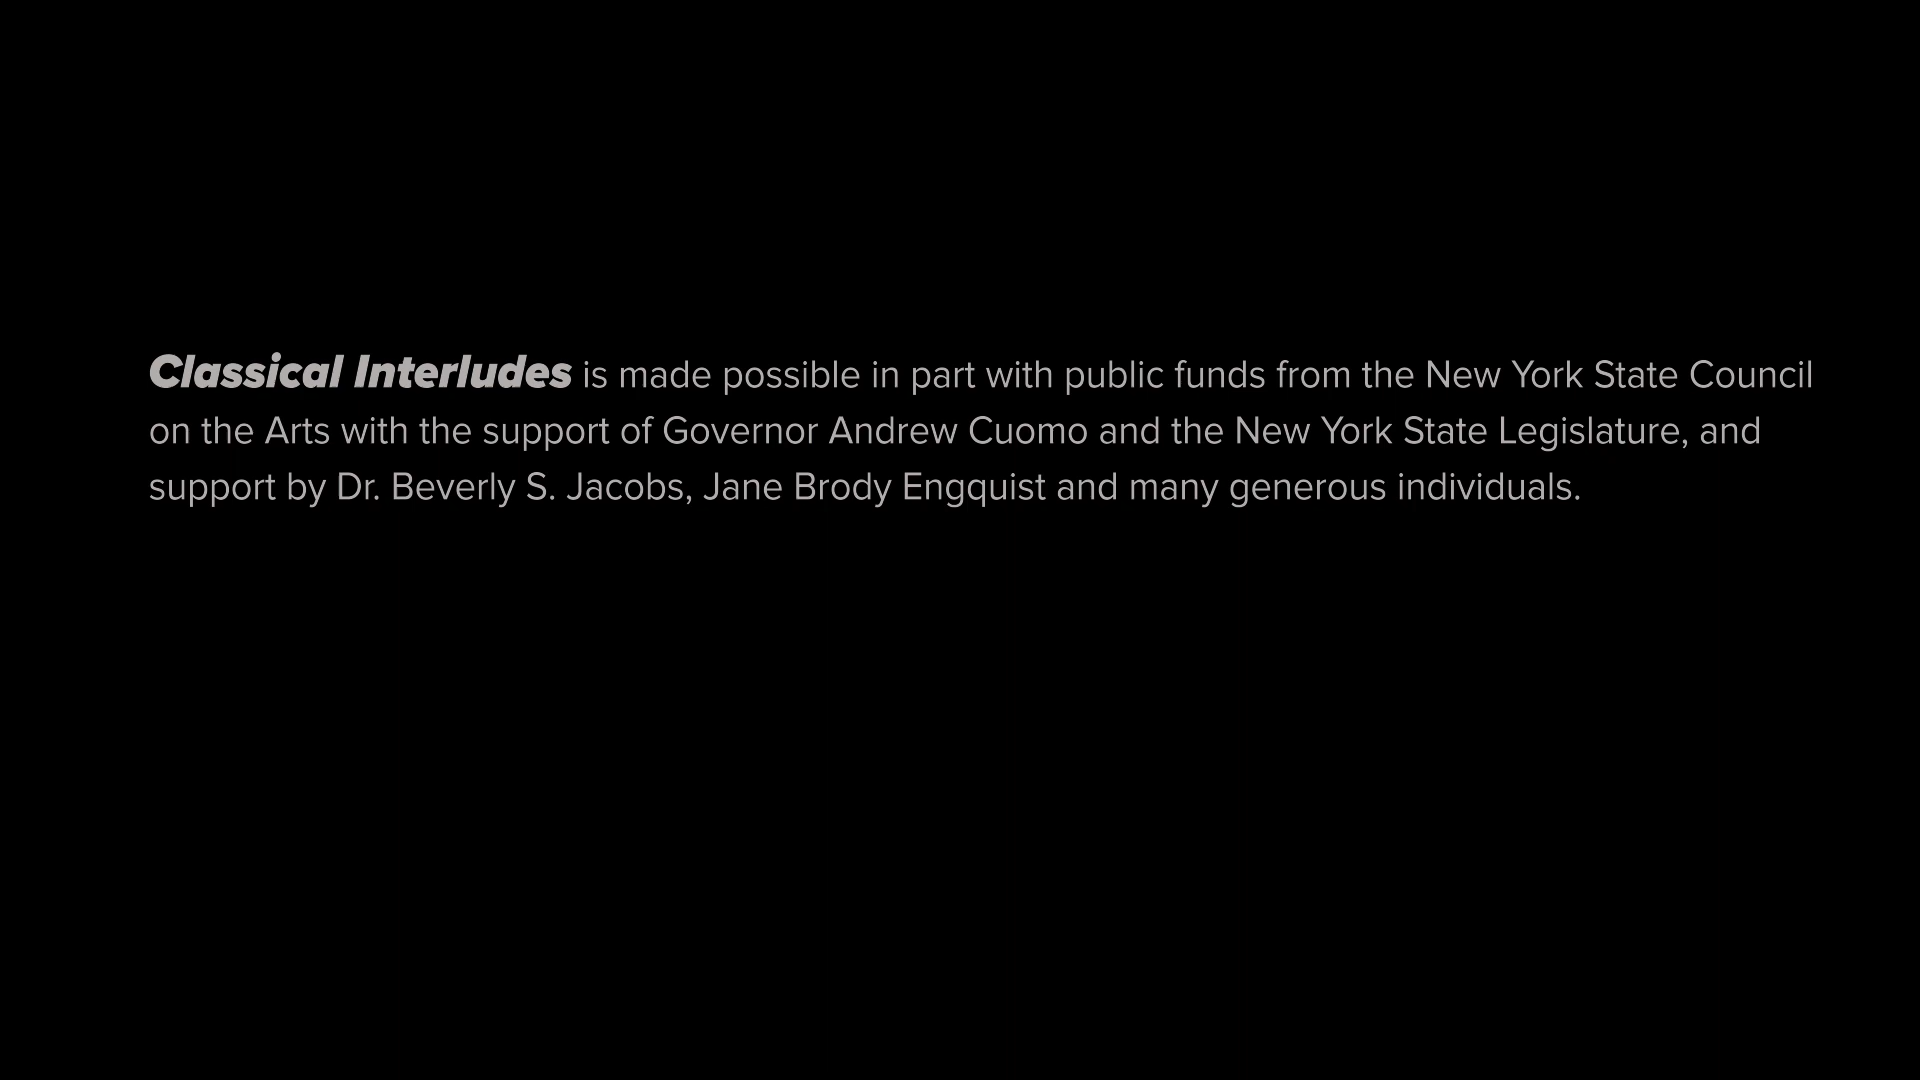 Classical Interludes is made possible in part with public funds from the New York State Council
on the Arts with the support of Governor Andrew Cuomo and the New York State Legislature, and
support by Dr. Beverly S. Jacobs, Jane Brody Engquist and many generous individuals.